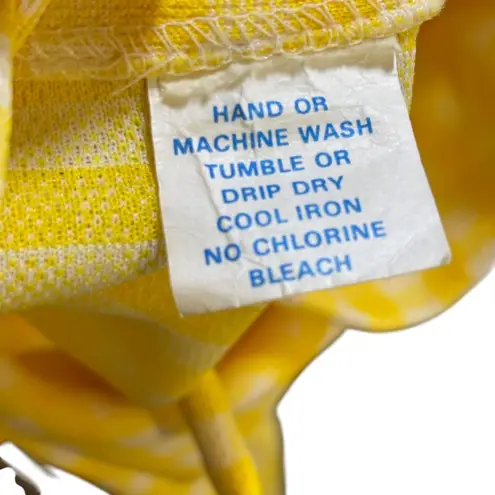 HAND OR
MACHINE WASH
TUMBLE OR
DRIP DRY
COOL IRON
NO CHLORINE
BLEACH